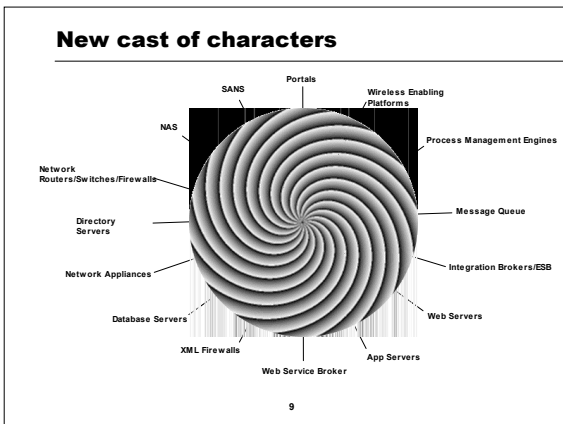 New cast of characters
Portals
SANS
Wireless Enabling
Platforms
NAS
Process Management Engines
Network
Routers/Switches/Firewalls
Message Queue
Directory
Servers
Integration Brokers/ESB
Network Appliances
Web Servers
Database Servers
XML Firewalls
App Servers
Web Service Broker
9